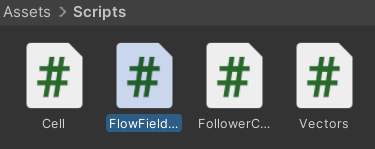 Assets > Scripts
# # # #
Cell FlowField... FollowerC... Vectors